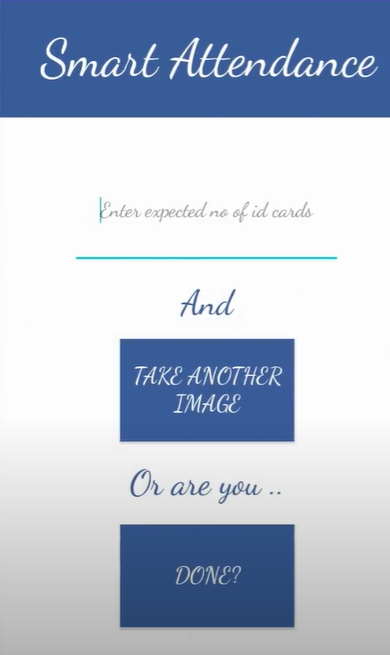 Smart Attendance
Enter expected no of id cards
And
TAKE ANOTHER
IMAGE
Or are you ..
DONE?